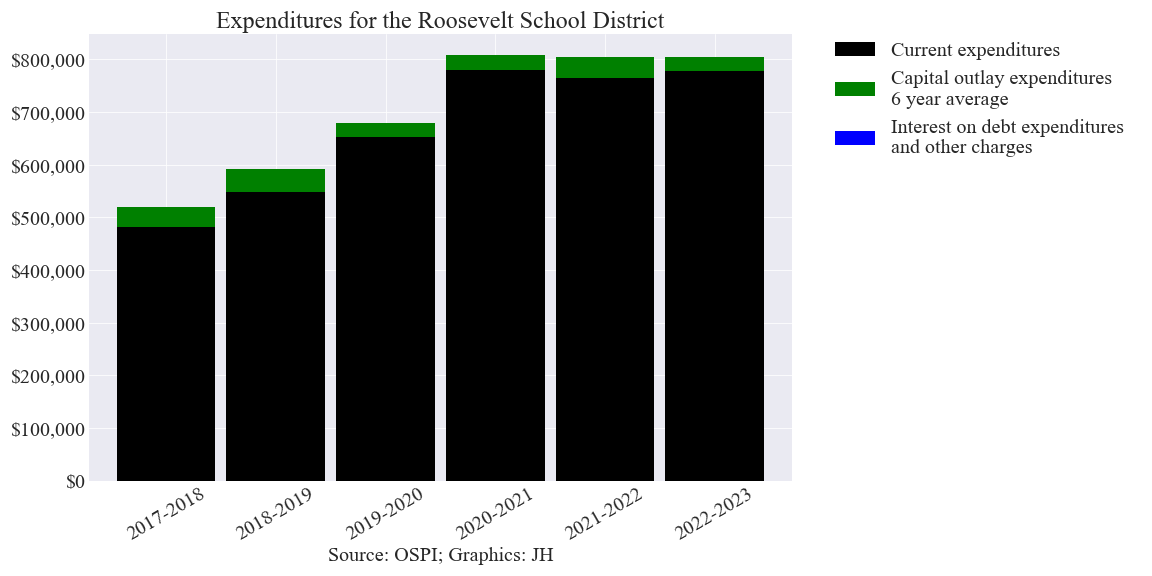 Expenditures for the Roosevelt School District
$800,000
$700,000
$600,000
$500,000
$400,000
$300,000
$200,000
$100,000
$0
2017-2018
2018-2019
2019-2020
2020-2021
2021-2022
2022-2023
Source: OSPI; Graphics: JH
Current expenditures
Capital outlay expenditures
6 year average
Interest on debt expenditures
and other charges